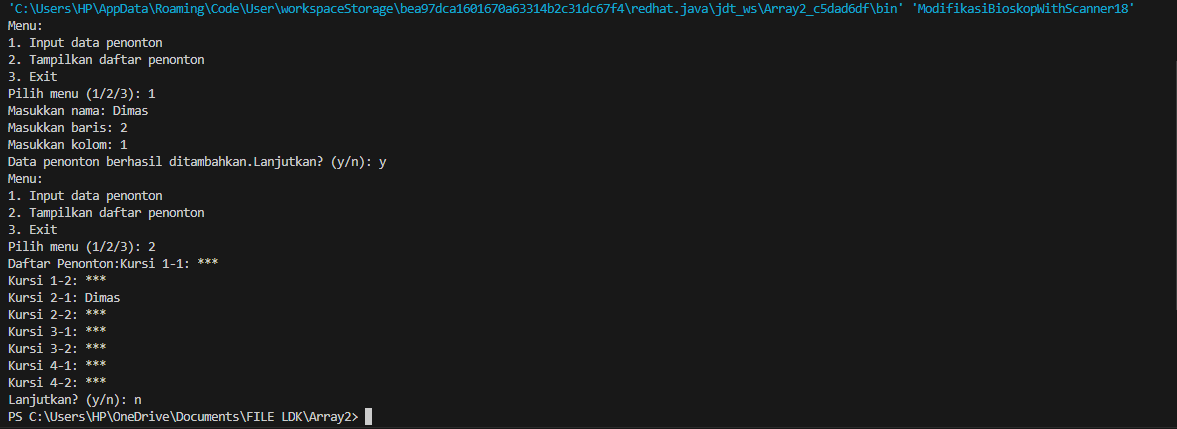 'C:\Users\HP\AppData\Roaming\Code\User\workspaceStorage\bea97dca1601670a63314b2c31dc67f4\redhat.java\jdt_ws\Array2_c5dad6df\bin' 'ModifikasiBioskopWithScanner18'
Menu:
1. Input data penonton
2. Tampilkan daftar penonton
3. Exit
Pilih menu (1/2/3): 1
Masukkan nama: Dimas
Masukkan baris: 2
Masukkan kolom: 1
Data penonton berhasil ditambahkan.Lanjutkan? (y/n): y
Menu:
1. Input data penonton
2. Tampilkan daftar penonton
3. Exit
Pilih menu (1/2/3): 2
Daftar Penonton:Kursi 1-1: ***
Kursi 1-2: ***
Kursi 2-1: Dimas
Kursi 2-2: ***
Kursi 3-1: ***
Kursi 3-2: ***
Kursi 4-1: ***
Kursi 4-2: ***
Lanjutkan? (y/n): n
PS C:\Users\HP\OneDrive\Documents\FILE LDK\Array2>